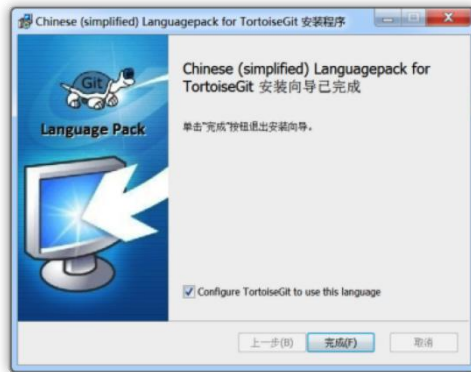 Chinese (simplified) Languagepack for TortoiseGit 安装程序
Git
Language Pack
Chinese (simplified) Languagepack for
TortoiseGit 安装向导已完成
单击"完成"按钮退出安装向导。
Configure TortoiseGit to use this language
上一步(B)
完成(F)
取消